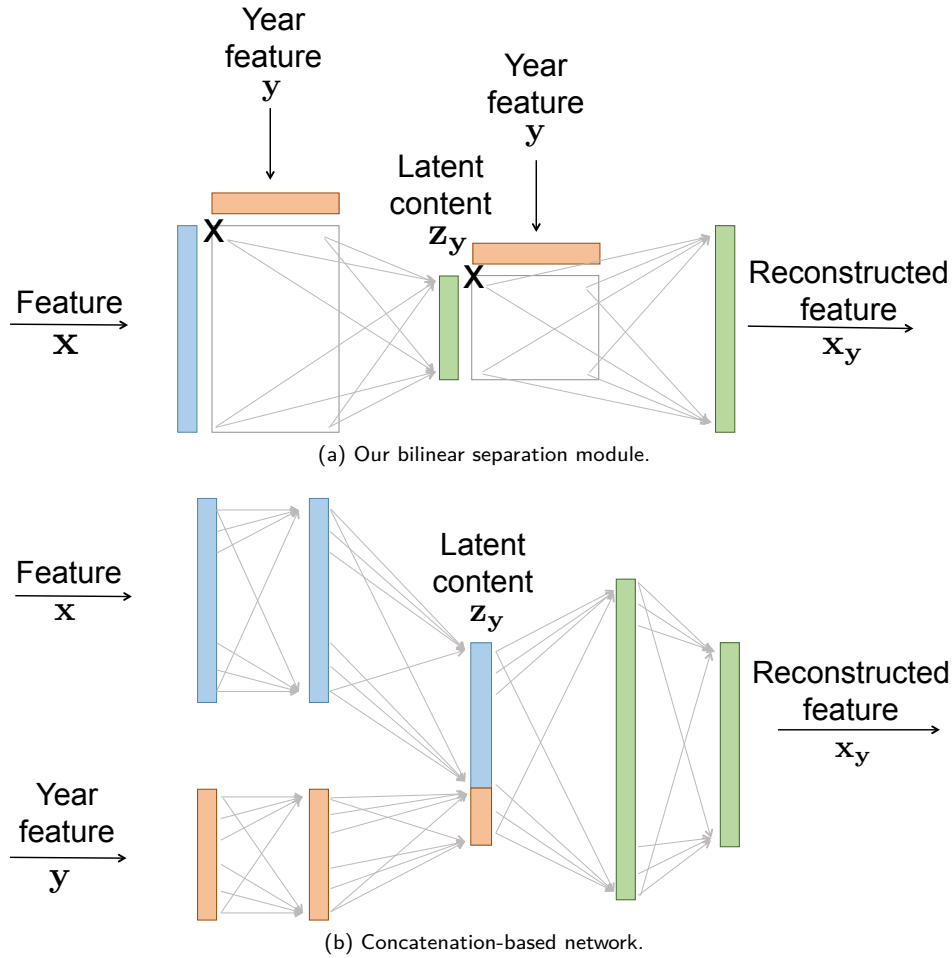 Year
feature
y
Year
feature
y
Latent
content
z_y
X
X
Feature
x
Reconstructed
feature
x_y
(a) Our bilinear separation module.
Feature
x
Latent
content
z_y
Reconstructed
feature
x_y
Year
feature
y
(b) Concatenation-based network.